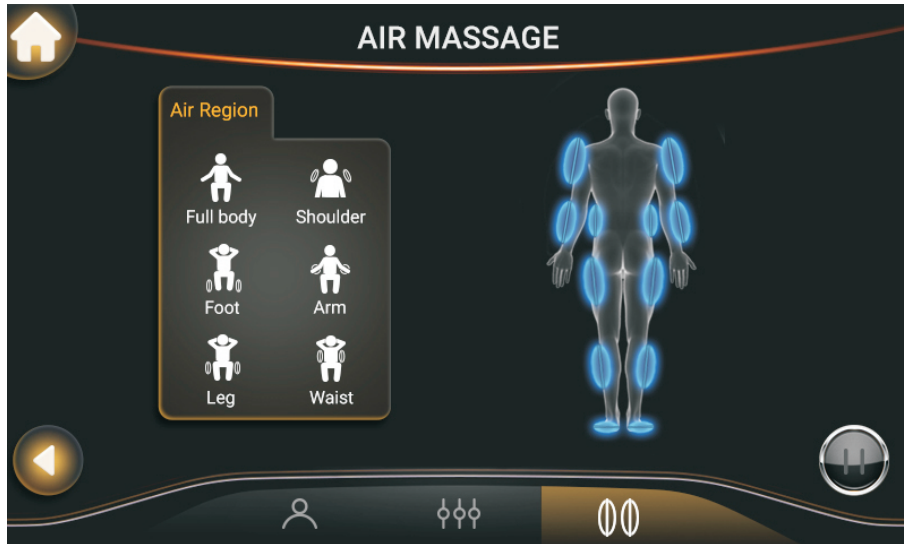 AIR MASSAGE
Air Region
Full body
Shoulder
Foot
Arm
Leg
Waist